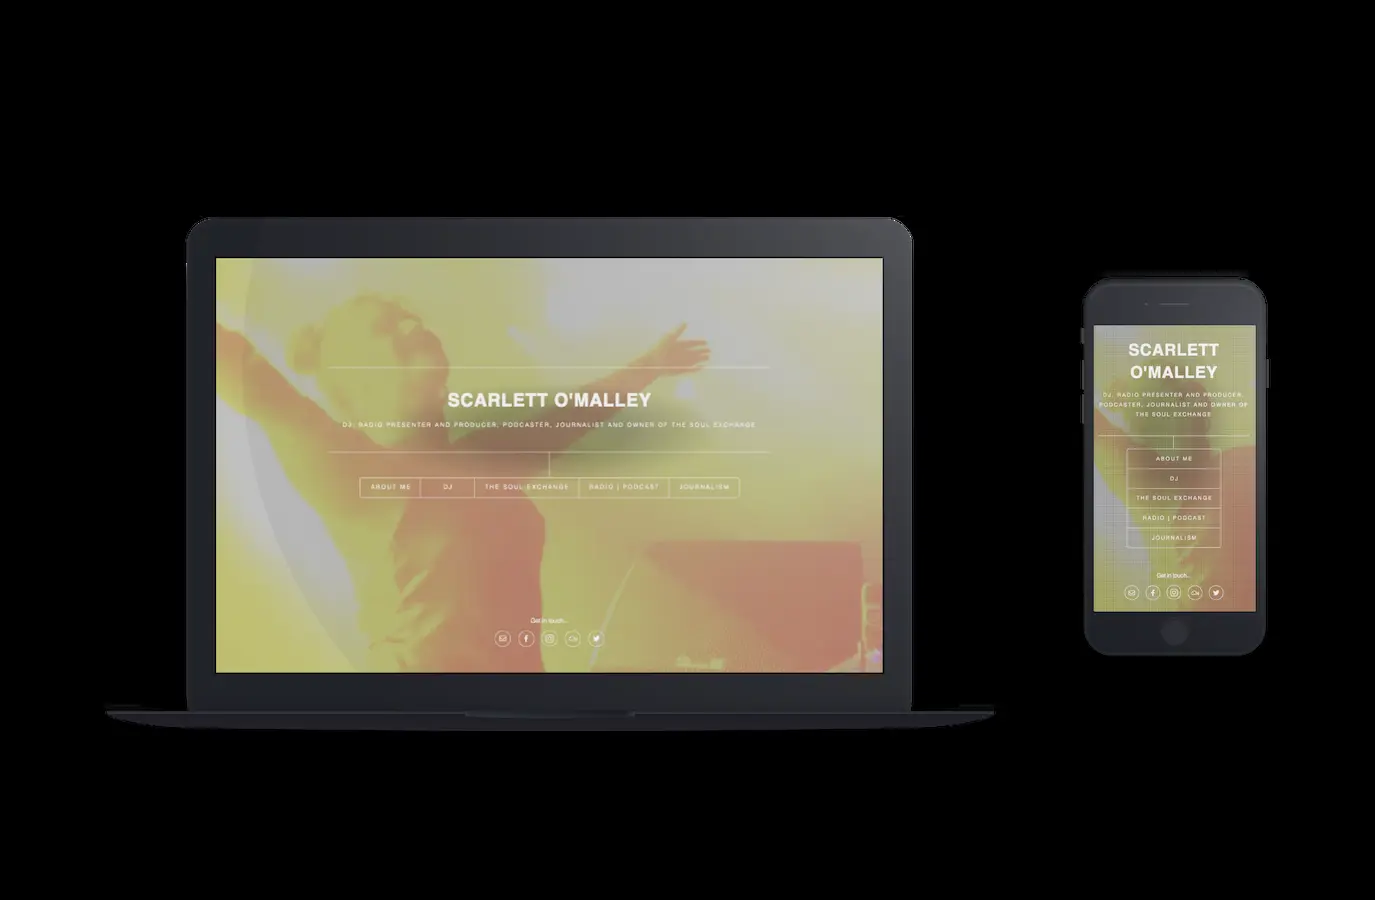 SCARLETT O'MALLEY
DJ, RADIO PRESENTER AND PRODUCER, PODCASTER, JOURNALIST AND OWNER OF THE SOUL EXCHANGE
ABOUT ME
DJ
THE SOUL EXCHANGE
RADIO | PODCAST
JOURNALISM
Get in touch...
SCARLETT
O'MALLEY
DJ, RADIO PRESENTER AND PRODUCER,
PODCASTER, JOURNALIST AND OWNER OF
THE SOUL EXCHANGE
ABOUT ME
DJ
THE SOUL EXCHANGE
RADIO | PODCAST
JOURNALISM
Get in touch...